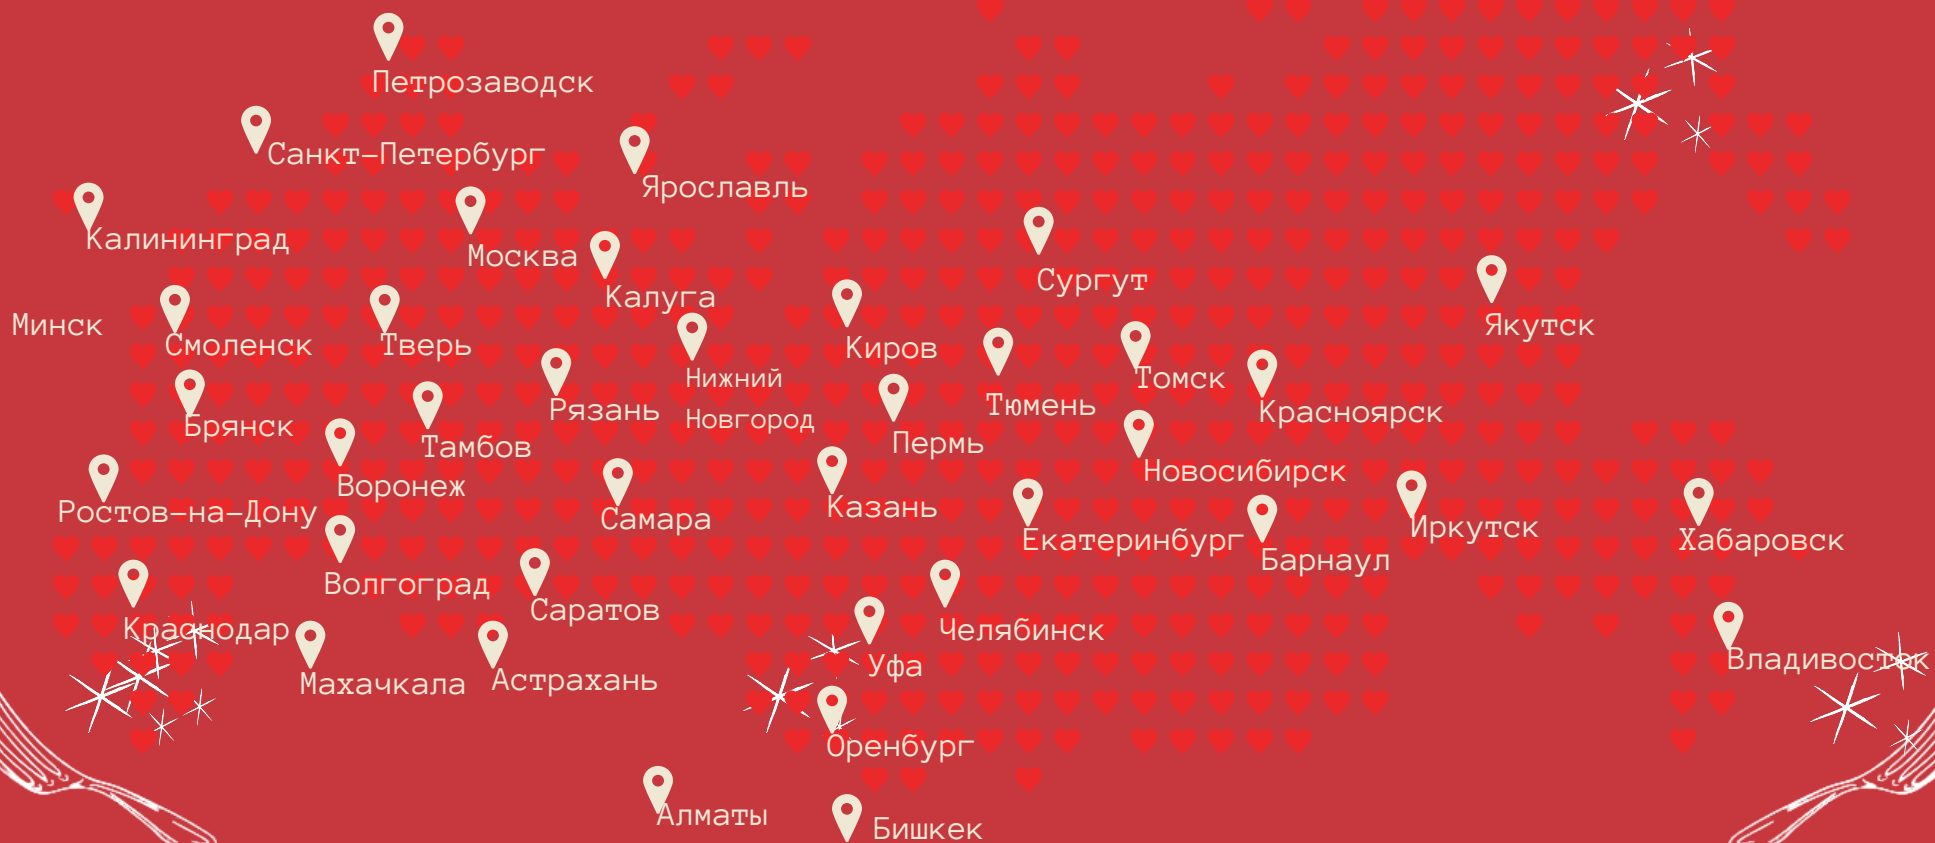 Петрозаводск
Санкт-Петербург
Ярославль
Калининград
Москва
Калуга
Сургут
Минск
Смоленск
Тверь
Киров
Якутск
Нижний
Новгород
Томск
Брянск
Тамбов
Рязань
Тюмень
Красноярск
Пермь
Воронеж
Новосибирск
Ростов-на-Дону
Самара
Казань
Екатеринбург
Барнаул
Иркутск
Хабаровск
Волгоград
Саратов
Краснодар
Челябинск
Махачкала
Астрахань
Уфа
Владивосток
Оренбург
Алматы
Бишкек